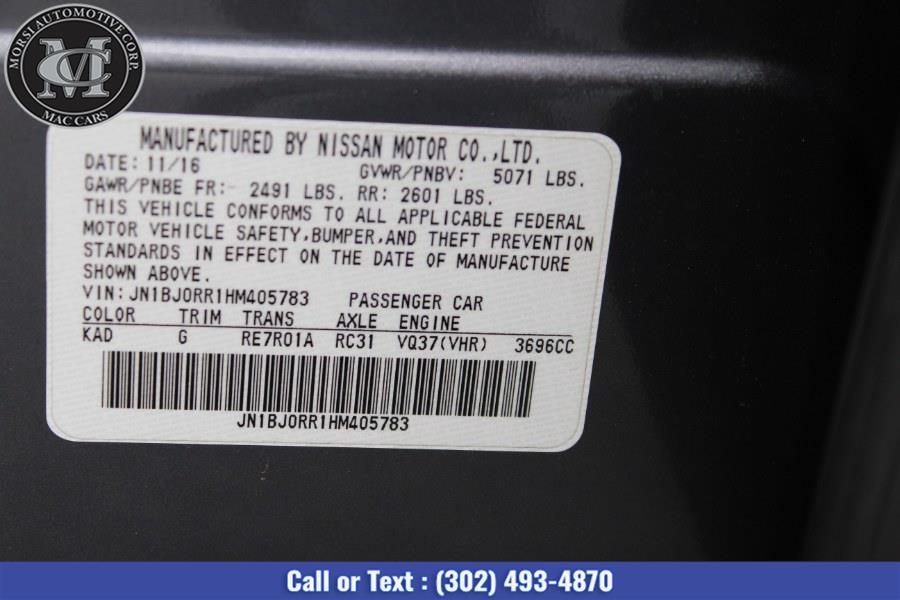 MORSI AUTOMOTIVE CORP.
MC
MAC CARS
MANUFACTURED BY NISSAN MOTOR CO.,LTD.
DATE: 11/16 GVWR/PNBV: 5071 LBS.
GAWR/PNBE FR: 2491 LBS. RR: 2601 LBS.
THIS VEHICLE CONFORMS TO ALL APPLICABLE FEDERAL
MOTOR VEHICLE SAFETY,BUMPER,AND THEFT PREVENTION
STANDARDS IN EFFECT ON THE DATE OF MANUFACTURE
SHOWN ABOVE.
VIN: JN1BJ0RR1HM405783 PASSENGER CAR
COLOR TRIM TRANS AXLE ENGINE
KAD G RE7R01A RC31 VQ37(VHR) 3696CC
JN1BJ0RR1HM405783
Call or Text : (302) 493-4870